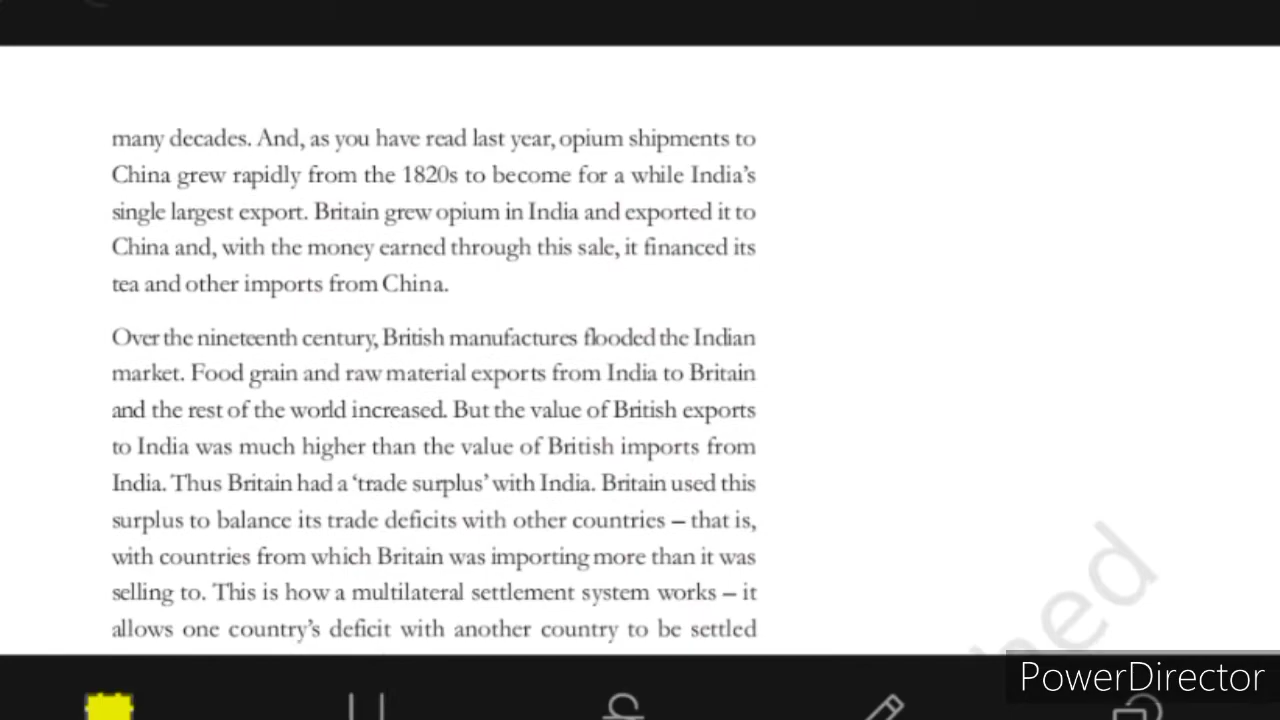 many decades. And, as you have read last year, opium shipments to
China grew rapidly from the 1820s to become for a while India’s
single largest export. Britain grew opium in India and exported it to
China and, with the money earned through this sale, it financed its
tea and other imports from China.
Over the nineteenth century, British manufactures flooded the Indian
market. Food grain and raw material exports from India to Britain
and the rest of the world increased. But the value of British exports
to India was much higher than the value of British imports from
India. Thus Britain had a ‘trade surplus’ with India. Britain used this
surplus to balance its trade deficits with other countries – that is,
with countries from which Britain was importing more than it was
selling to. This is how a multilateral settlement system works – it
allows one country’s deficit with another country to be settled
PowerDirector